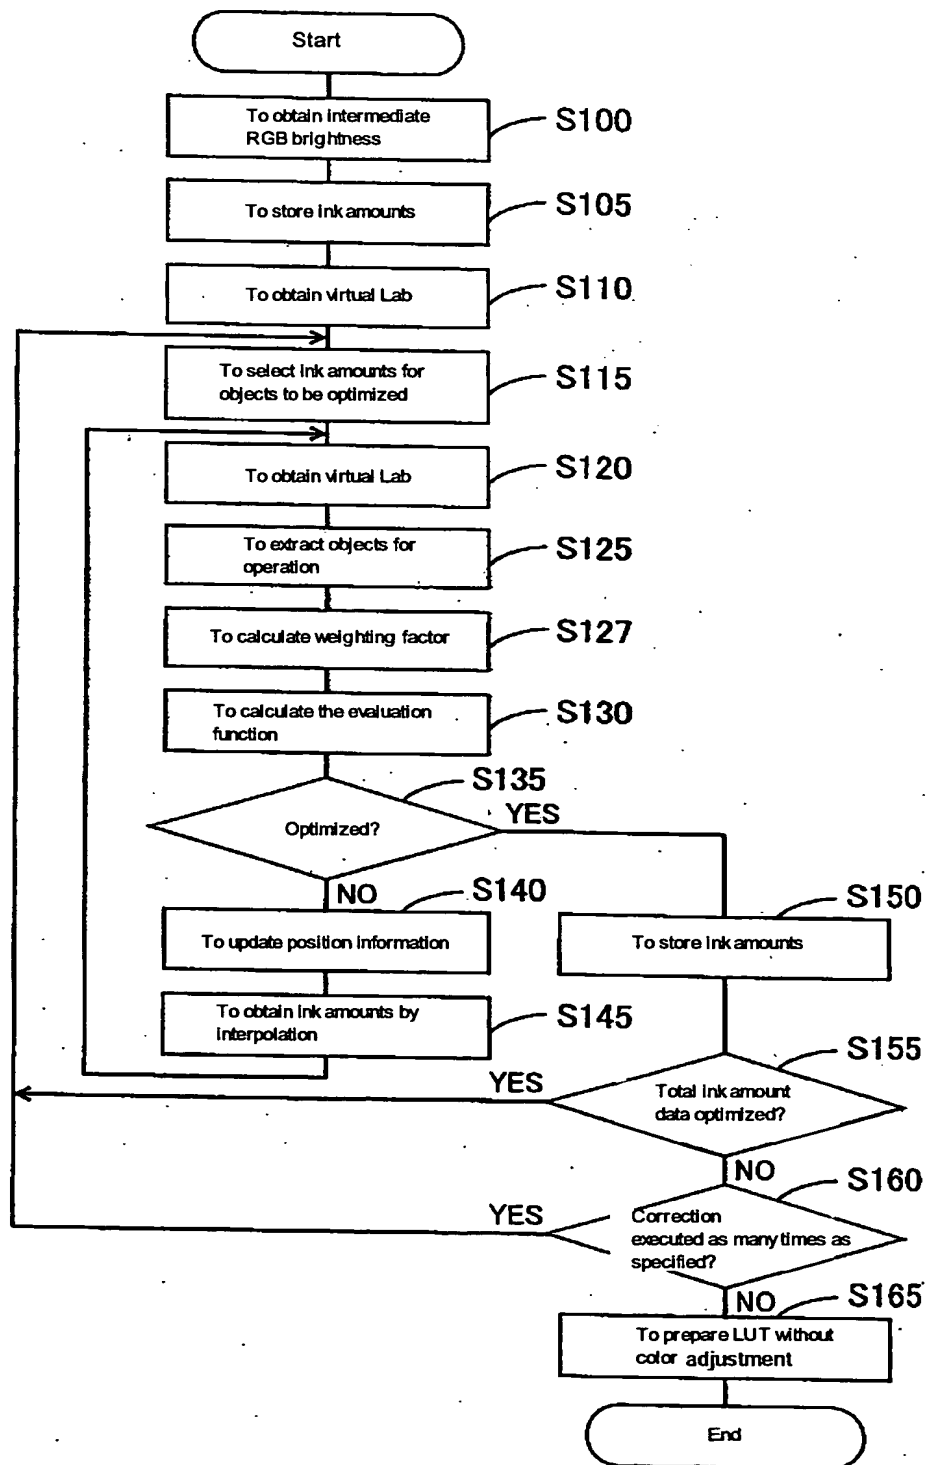 Start
To obtain intermediate
RGB brightness
S100
To store ink amounts
S105
To obtain virtual Lab
S110
To select ink amounts for
objects to be optimized
S115
To obtain virtual Lab
S120
To extract objects for
operation
S125
To calculate weighting factor
S127
To calculate the evaluation
function
S130
S135
Optimized?
YES
NO
S140
To update position information
S150
To store ink amounts
To obtain ink amounts by
interpolation
S145
S155
YES
Total ink amount
data optimized?
NO
S160
YES
Correction
executed as many times as
specified?
NO
S165
To prepare LUT without
color adjustment
End